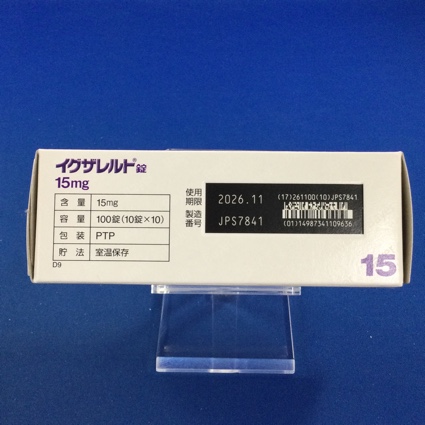 イグザレルト®錠
15mg
含量 15mg
容量 100錠(10錠×10)
包装 PTP
貯法 室温保存
D9
使用期限 2026.11
製造番号 JPS7841
(17)261100(10)JPS7841
(01)14987341109636
15